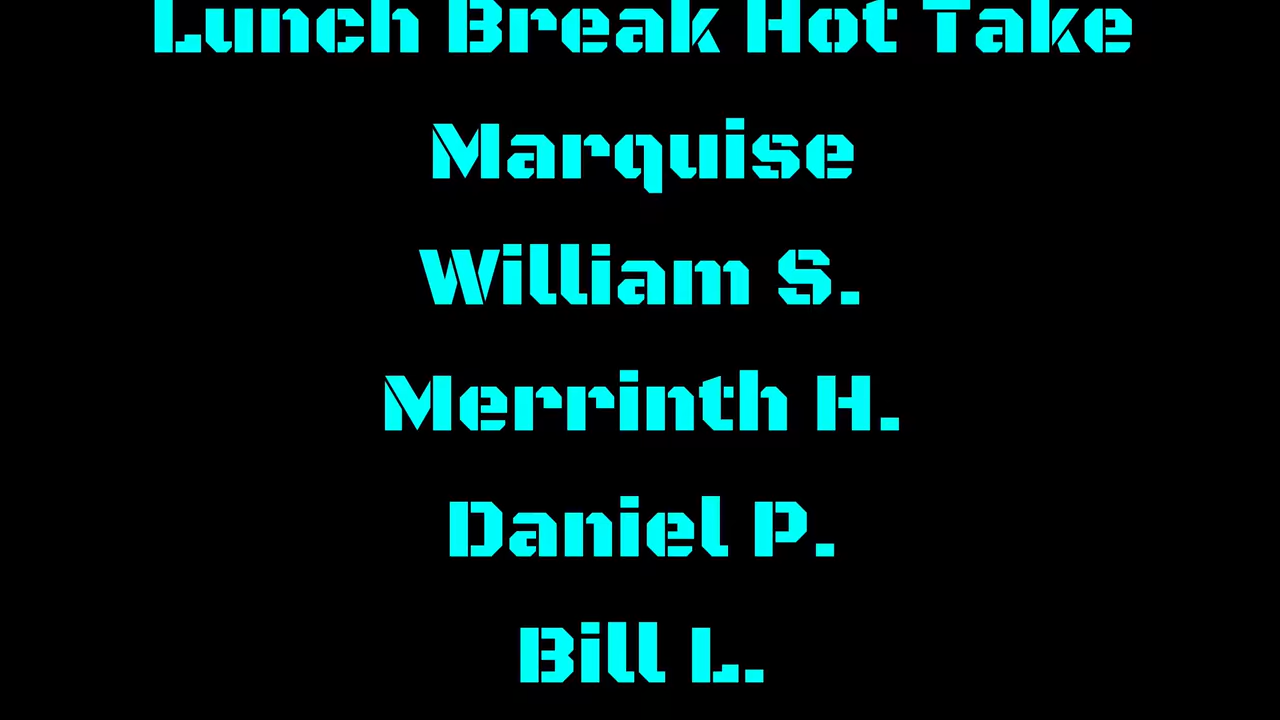 Lunch Break Hot Take
Marquise
William S.
Merrinth H.
Daniel P.
Bill L.